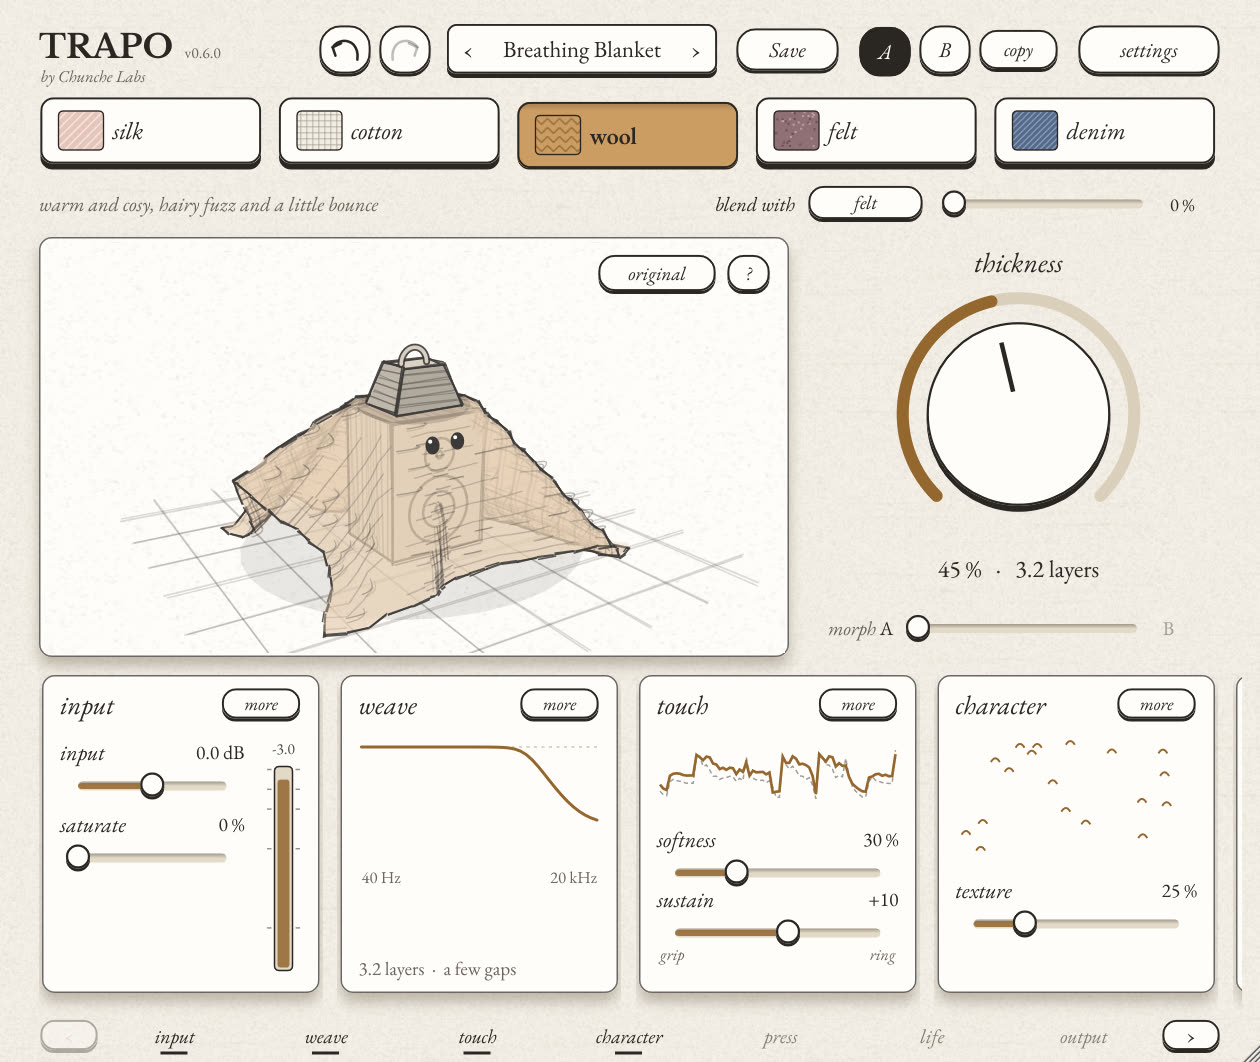 TRAPO v0.6.0
by Chunche Labs
‹ Breathing Blanket ›
Save
A
B
copy
settings
silk
cotton
wool
felt
denim
warm and cosy, hairy fuzz and a little bounce
blend with felt 0 %
original
?
thickness
45 % · 3.2 layers
morph A B
input more
input 0.0 dB
-3.0
saturate 0 %
weave more
40 Hz 20 kHz
3.2 layers · a few gaps
touch more
softness 30 %
sustain +10
grip ring
character more
texture 25 %
‹ input weave touch character press life output ›